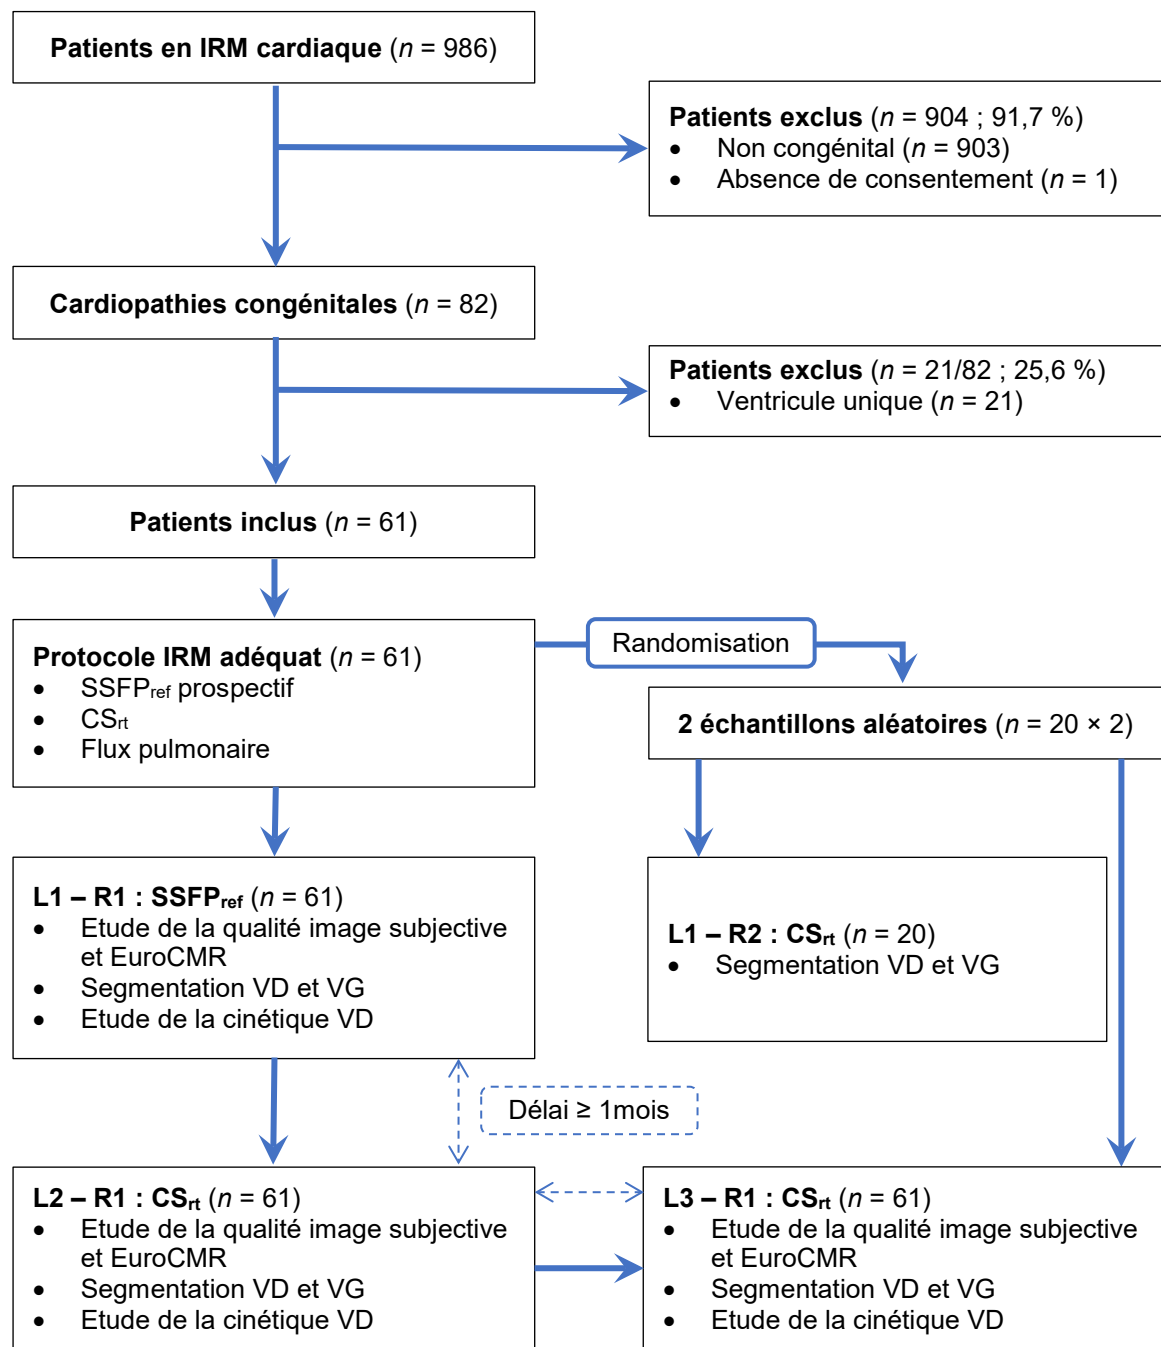 Patients en IRM cardiaque (n = 986)
Patients exclus (n = 904 ; 91,7 %)
• Non congénital (n = 903)
• Absence de consentement (n = 1)
Cardiopathies congénitales (n = 82)
Patients exclus (n = 21/82 ; 25,6 %)
• Ventricule unique (n = 21)
Patients inclus (n = 61)
Protocole IRM adéquat (n = 61)
• SSFPref prospectif
• CSrt
• Flux pulmonaire
Randomisation
2 échantillons aléatoires (n = 20 × 2)
L1 – R1 : SSFPref (n = 61)
• Etude de la qualité image subjective
et EuroCMR
• Segmentation VD et VG
• Etude de la cinétique VD
L1 – R2 : CSrt (n = 20)
• Segmentation VD et VG
Délai ≥ 1mois
L2 – R1 : CSrt (n = 61)
• Etude de la qualité image subjective
et EuroCMR
• Segmentation VD et VG
• Etude de la cinétique VD
L3 – R1 : CSrt (n = 61)
• Etude de la qualité image subjective
et EuroCMR
• Segmentation VD et VG
• Etude de la cinétique VD